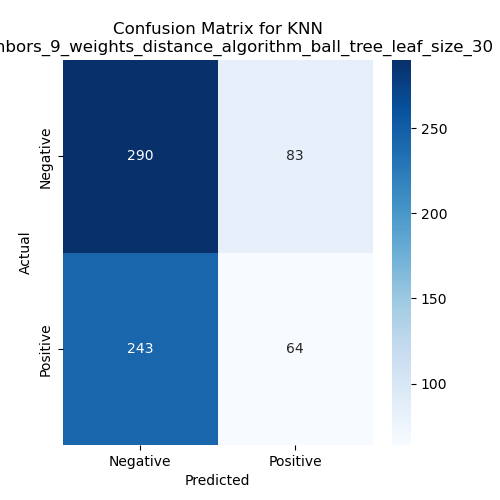 Confusion Matrix for KNN
nbors_9_weights_distance_algorithm_ball_tree_leaf_size_30
Actual
Negative
Positive
290
83
243
64
Negative
Positive
Predicted
250
200
150
100